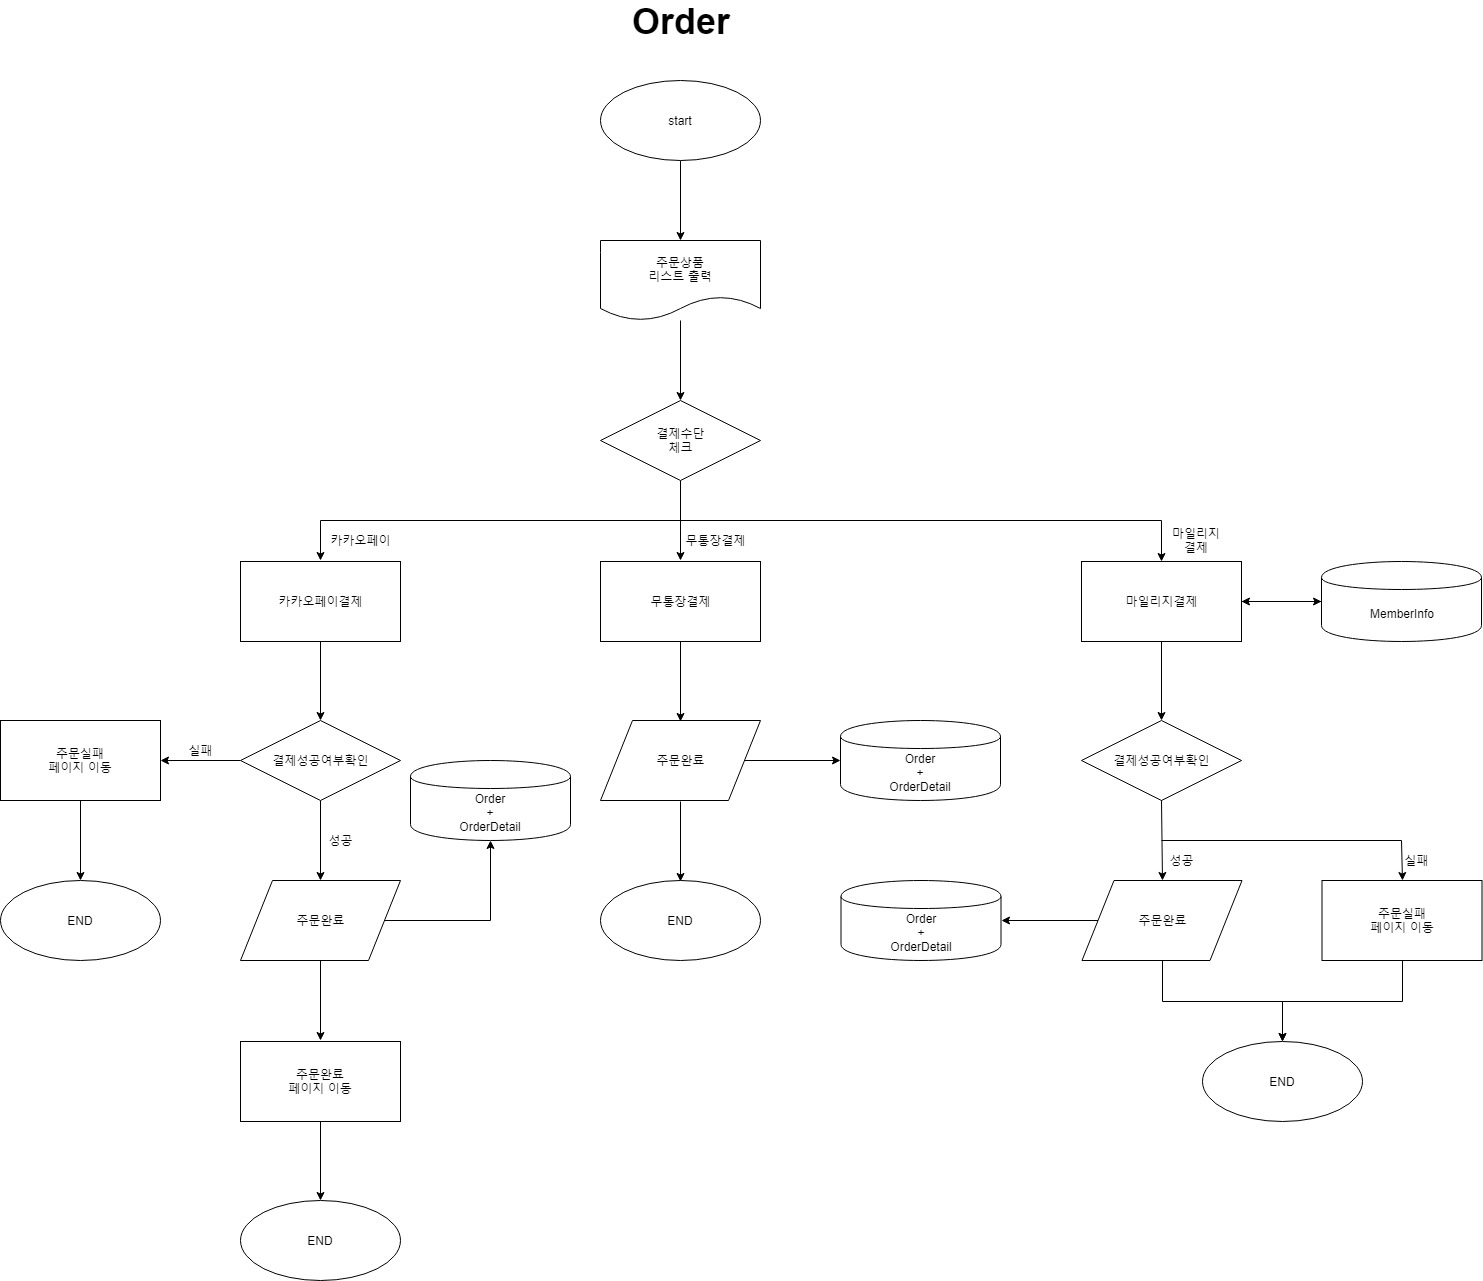 Order
start
주문상품
리스트 출력
결제수단
체크
카카오페이
무통장결제
마일리지
결제
카카오페이결제
무통장결제
마일리지결제
MemberInfo
주문실패
페이지 이동
실패
결제성공여부확인
Order
+
OrderDetail
주문완료
Order
+
OrderDetail
결제성공여부확인
성공
성공
실패
END
주문완료
END
Order
+
OrderDetail
주문완료
주문실패
페이지 이동
주문완료
페이지 이동
END
END